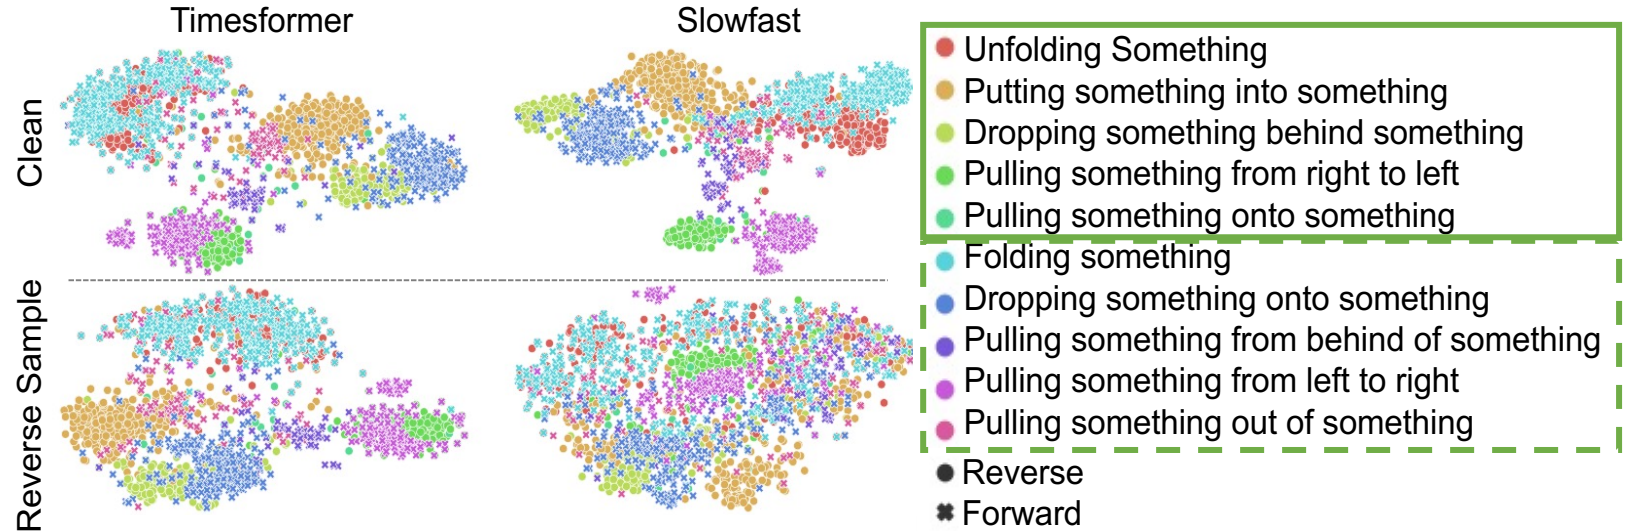 Timesformer
Slowfast
Clean
Reverse Sample
Unfolding Something
Putting something into something
Dropping something behind something
Pulling something from right to left
Pulling something onto something
Folding something
Dropping something onto something
Pulling something from behind of something
Pulling something from left to right
Pulling something out of something
Reverse
Forward